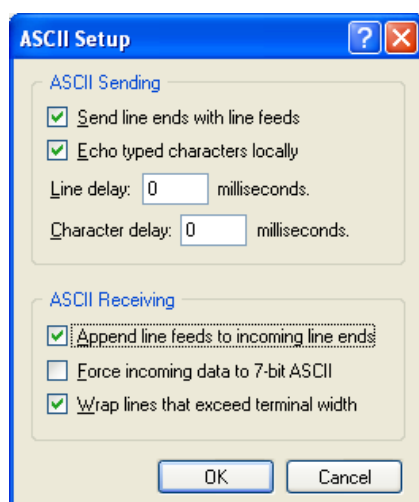 ASCII Setup
ASCII Sending
Send line ends with line feeds
Echo typed characters locally
Line delay: 0 milliseconds.
Character delay: 0 milliseconds.
ASCII Receiving
Append line feeds to incoming line ends
Force incoming data to 7-bit ASCII
Wrap lines that exceed terminal width
OK Cancel